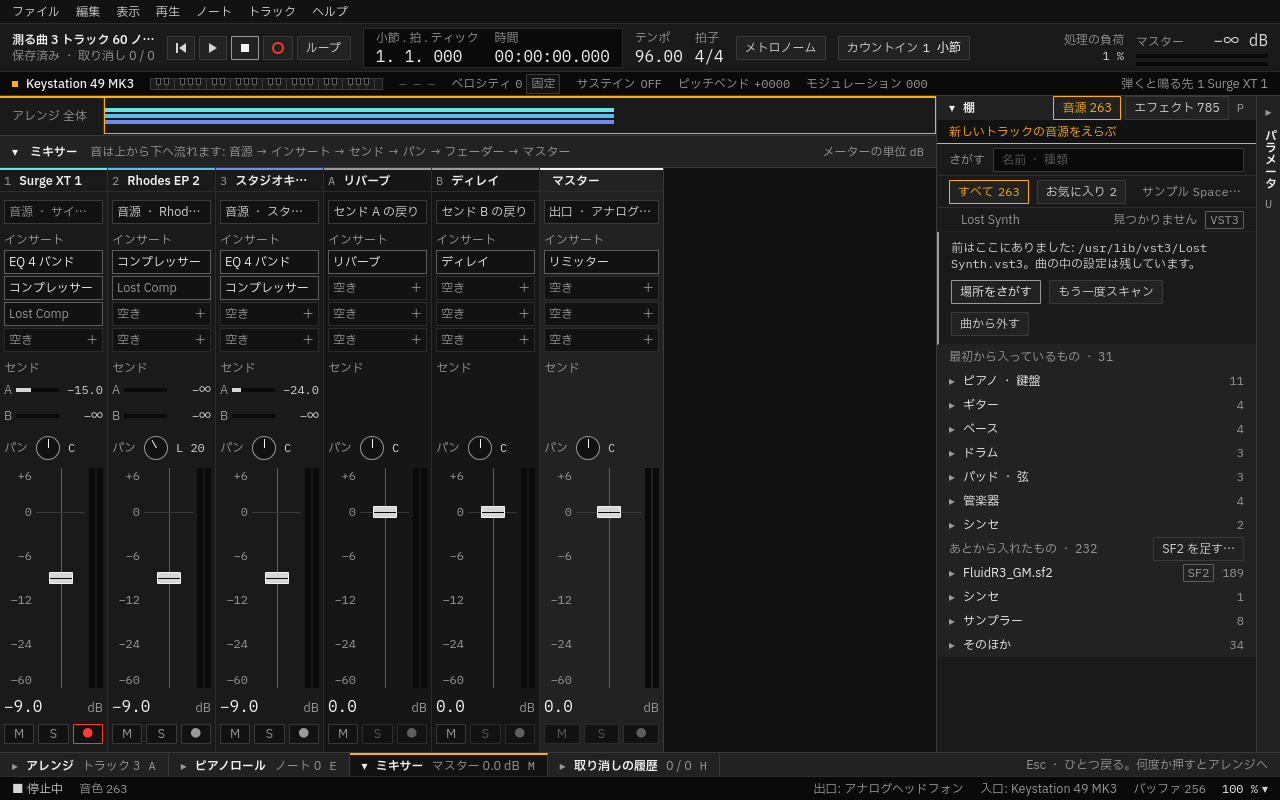 ファイル 編集 表示 再生 ノート トラック ヘルプ
測る曲 3 トラック 60 ノ…
保存済み ・ 取り消し 0 / 0
ループ
小節 . 拍 . ティック 時間
1. 1. 000 00:00:00.000
テンポ 拍子
96.00 4/4
メトロノーム
カウントイン 1 小節
処理の負荷 マスター −∞ dB
1 %
Keystation 49 MK3 — — — ベロシティ 0 固定 サステイン OFF ピッチベンド +0000 モジュレーション 000 弾くと鳴る先 1 Surge XT 1
アレンジ 全体
▼ ミキサー 音は上から下へ流れます: 音源 → インサート → センド → パン → フェーダー → マスター メーターの単位 dB
1 Surge XT 1 2 Rhodes EP 2 3 スタジオキ… A リバーブ B ディレイ マスター
音源 ・ サイ… 音源 ・ Rhod… 音源 ・ スタ… センド A の戻り センド B の戻り 出口 ・ アナログ…
インサート インサート インサート インサート インサート インサート
EQ 4 バンド コンプレッサー EQ 4 バンド リバーブ ディレイ リミッター
コンプレッサー Lost Comp コンプレッサー 空き + 空き + 空き +
Lost Comp 空き + 空き + 空き + 空き + 空き +
空き + 空き + 空き + 空き + 空き + 空き +
センド センド センド センド センド センド
A −15.0 A −∞ A −24.0
B −∞ B −∞ B −∞
パン C パン L 20 パン C パン C パン C パン C
+6 +6 +6 +6 +6 +6
0 0 0 0 0 0
−6 −6 −6 −6 −6 −6
−12 −12 −12 −12 −12 −12
−24 −24 −24 −24 −24 −24
−60 −60 −60 −60 −60 −60
−9.0 dB −9.0 dB −9.0 dB 0.0 dB 0.0 dB 0.0 dB
M S M S M S M S M S M S
▼ 棚 音源 263 エフェクト 785 P
新しいトラックの音源をえらぶ
さがす 名前 ・ 種類
すべて 263 お気に入り 2 サンプル Space…
Lost Synth 見つかりません VST3
前はここにありました: /usr/lib/vst3/Lost
Synth.vst3。曲の中の設定は残しています。
場所をさがす もう一度スキャン
曲から外す
最初から入っているもの ・ 31
▶ ピアノ ・ 鍵盤 11
▶ ギター 4
▶ ベース 4
▶ ドラム 3
▶ パッド ・ 弦 3
▶ 管楽器 4
▶ シンセ 2
あとから入れたもの ・ 232 SF2 を足す…
▶ FluidR3_GM.sf2 SF2 189
▶ シンセ 1
▶ サンプラー 8
▶ そのほか 34
▶ パラメータ U
▶ アレンジ トラック 3 A ▶ ピアノロール ノート 0 E ▼ ミキサー マスター 0.0 dB M ▶ 取り消しの履歴 0 / 0 H Esc ・ ひとつ戻る。何度か押すとアレンジへ
停止中 音色 263 出口: アナログヘッドフォン 入口: Keystation 49 MK3 バッファ 256 100 % ▼